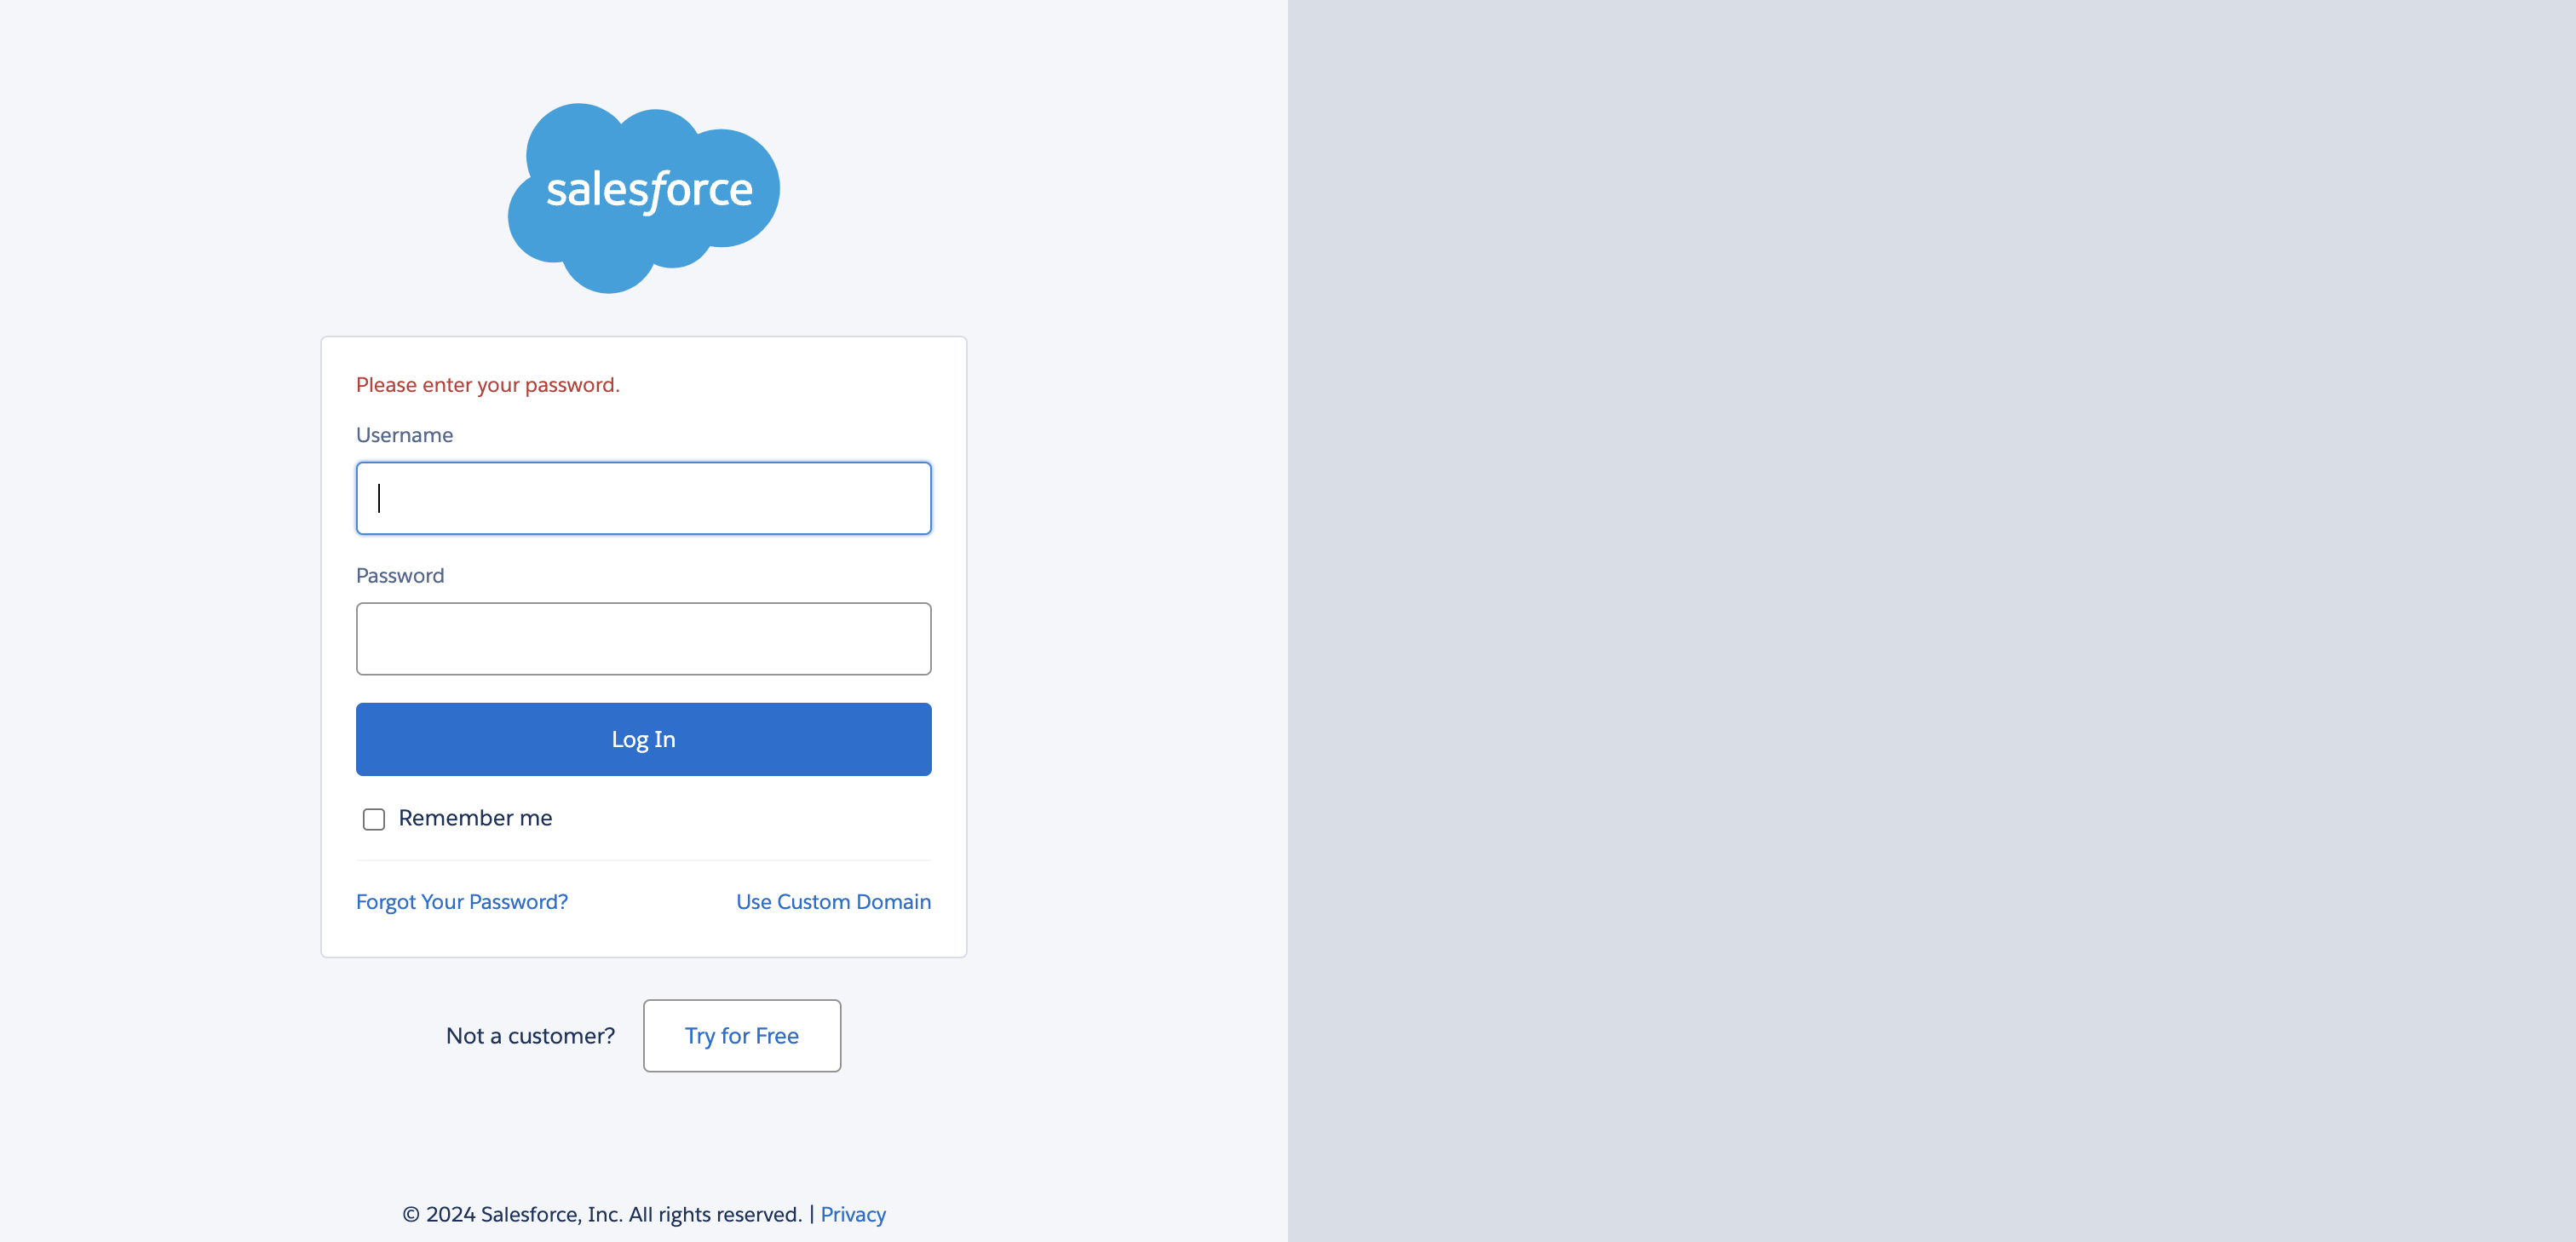 salesforce
Please enter your password.
Username
Password
Log In
Remember me
Forgot Your Password?
Use Custom Domain
Not a customer?
Try for Free
© 2024 Salesforce, Inc. All rights reserved. | Privacy